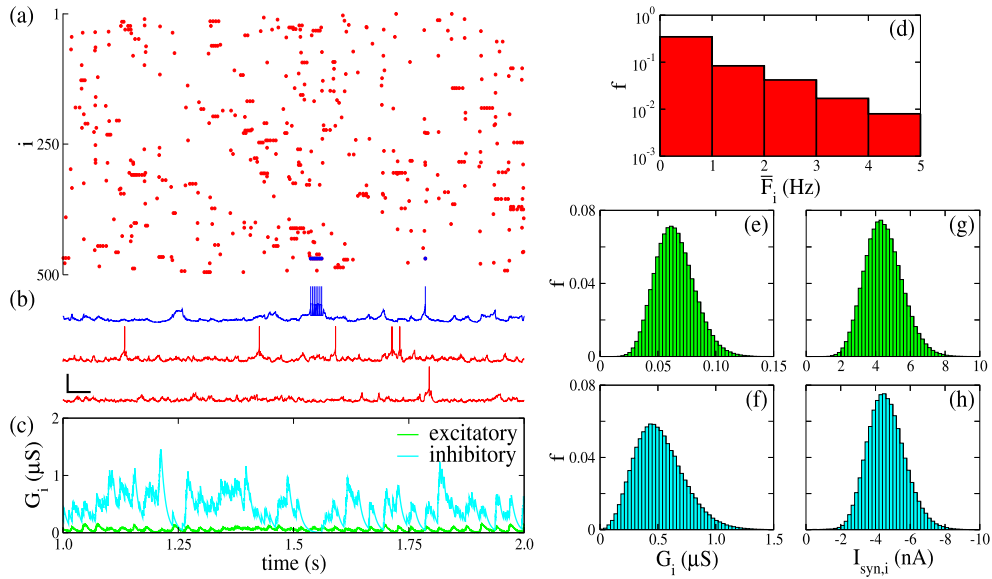 (a)
1
250
500
i
(b)
(c)
2
1
0
G_i (μS)
excitatory
inhibitory
1.0 1.25 1.5 1.75 2.0
time (s)
(d)
10^0
10^-1
10^-2
10^-3
f
0 1 2 3 4 5
F̅_i (Hz)
(e)
0.08
0.04
0
f
0 0.05 0.10 0.15
(g)
0 2 4 6 8 10
(f)
0.08
0.04
0
f
0 0.5 1.0 1.5
G_i (μS)
(h)
0 -2 -4 -6 -8 -10
I_syn,i (nA)